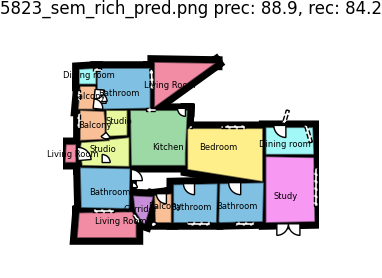 5823_sem_rich_pred.png prec: 88.9, rec: 84.2
Dining room
Living Room
Bathroom
Balcony
Studio
Balcony
Studio
Kitchen
Bedroom
Dining room
Living Room
Bathroom
Study
Corridor
Balcony
Bathroom
Bathroom
Living Room